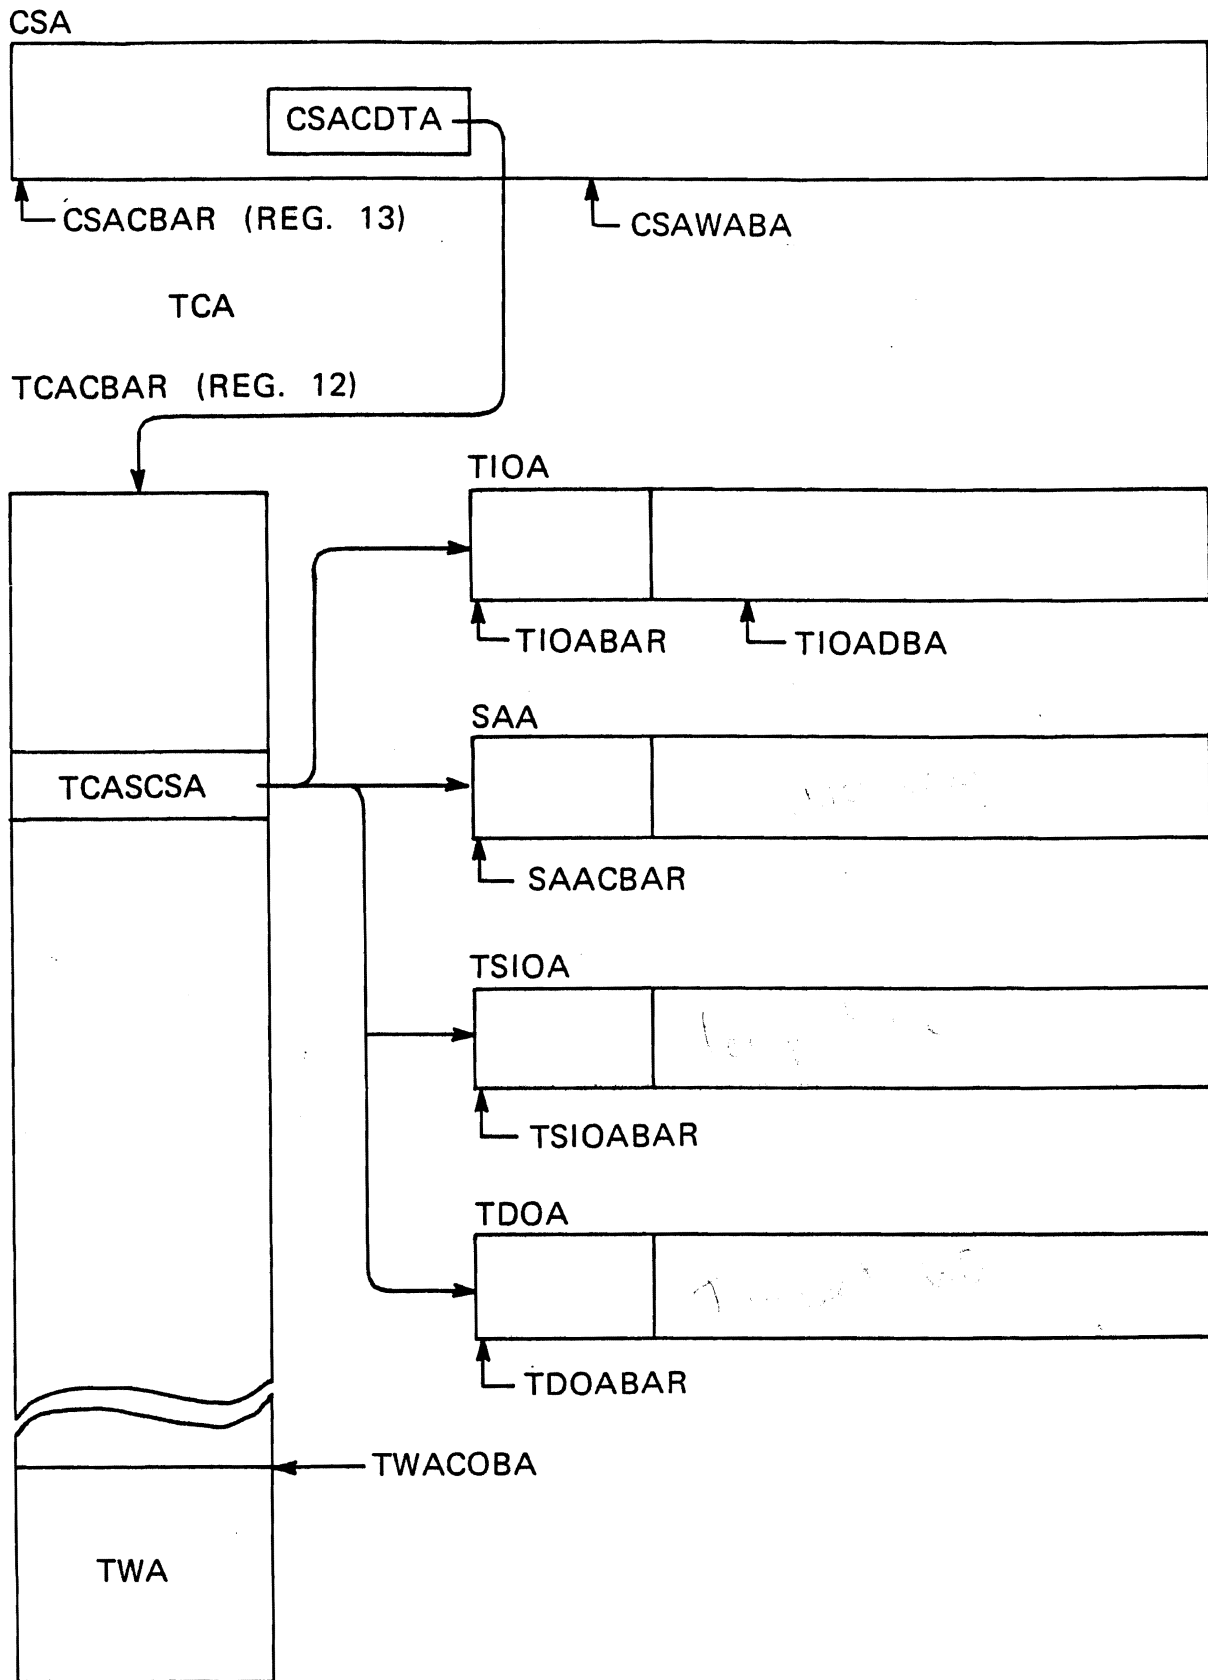 CSA
CSACDTA
CSACBAR (REG. 13)
CSAWABA
TCA
TCACBAR (REG. 12)
TIOA
TIOABAR
TIOADBA
SAA
TCASCSA
SAACBAR
TSIOA
TSIOABAR
TDOA
TDOABAR
TWACOBA
TWA